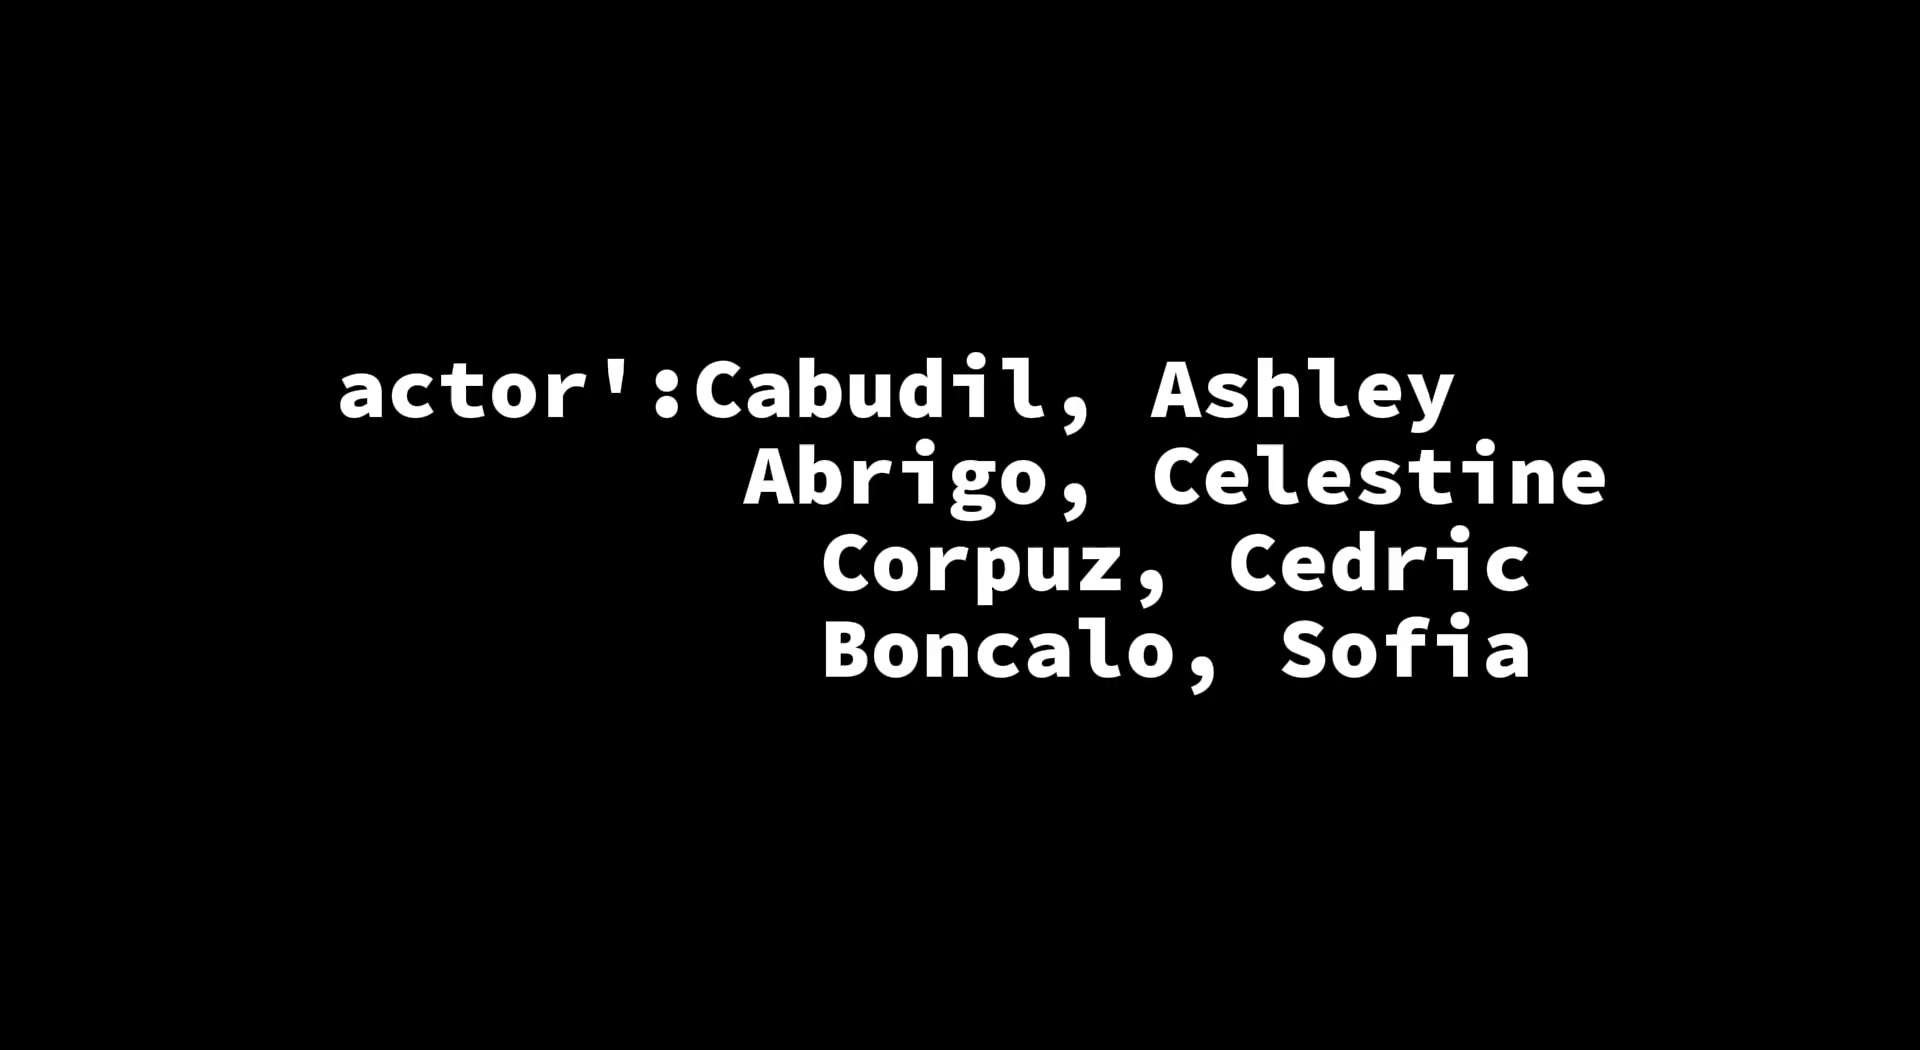 actor':Cabudil, Ashley
Abrigo, Celestine
Corpuz, Cedric
Boncalo, Sofia